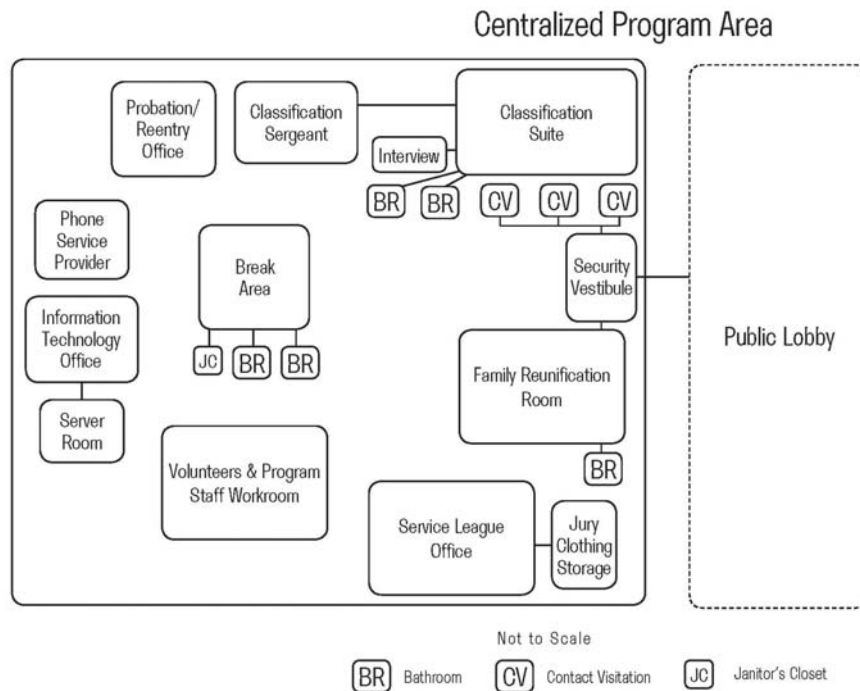 Centralized Program Area
Probation/
Reentry
Office
Classification
Sergeant
Classification
Suite
Interview
BR
BR
CV
CV
CV
Phone
Service
Provider
Break
Area
Security
Vestibule
Public Lobby
Information
Technology
Office
JC
BR
BR
Family Reunification
Room
Server
Room
BR
Volunteers & Program
Staff Workroom
Service League
Office
Jury
Clothing
Storage
Not to Scale
BR Bathroom
CV Contact Visitation
JC Janitor's Closet